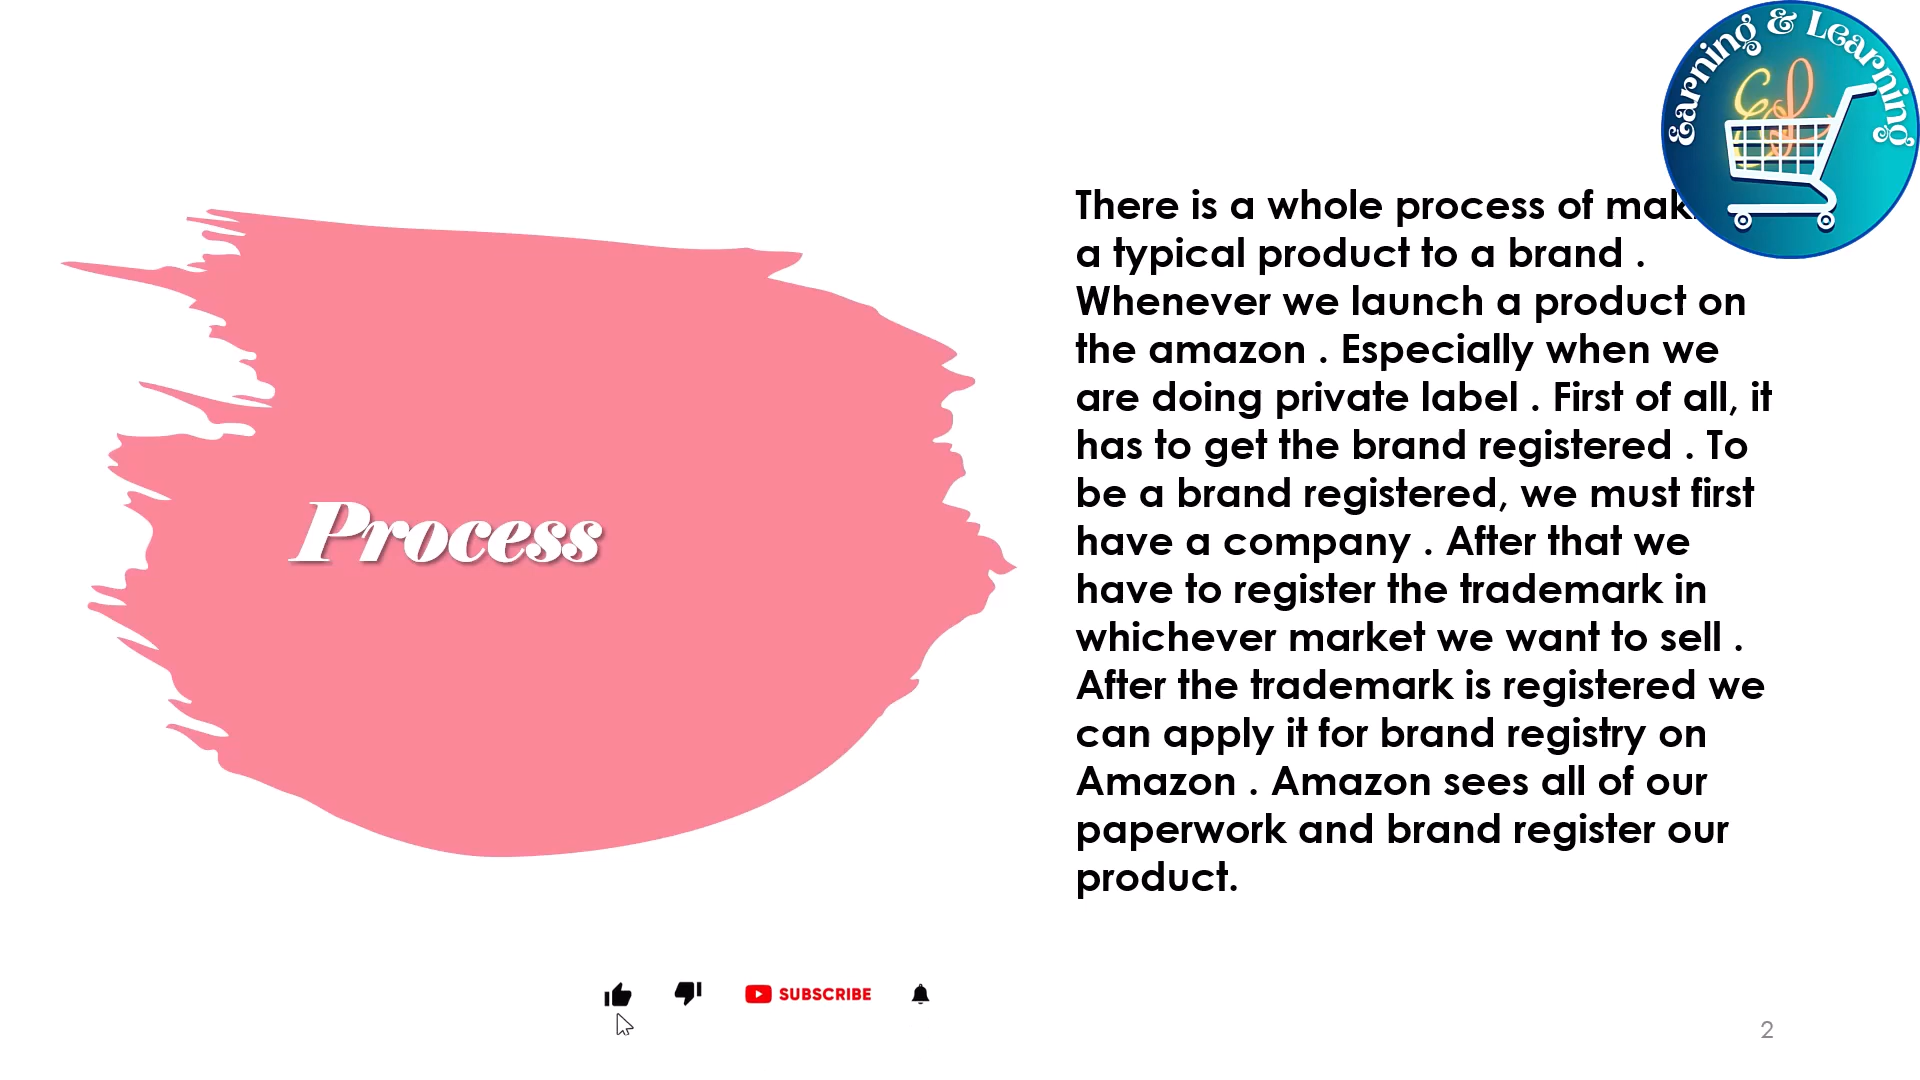 Earning & Learning
El
Process
There is a whole process of mak
a typical product to a brand .
Whenever we launch a product on
the amazon . Especially when we
are doing private label . First of all, it
has to get the brand registered . To
be a brand registered, we must first
have a company . After that we
have to register the trademark in
whichever market we want to sell .
After the trademark is registered we
can apply it for brand registry on
Amazon . Amazon sees all of our
paperwork and brand register our
product.
SUBSCRIBE
2